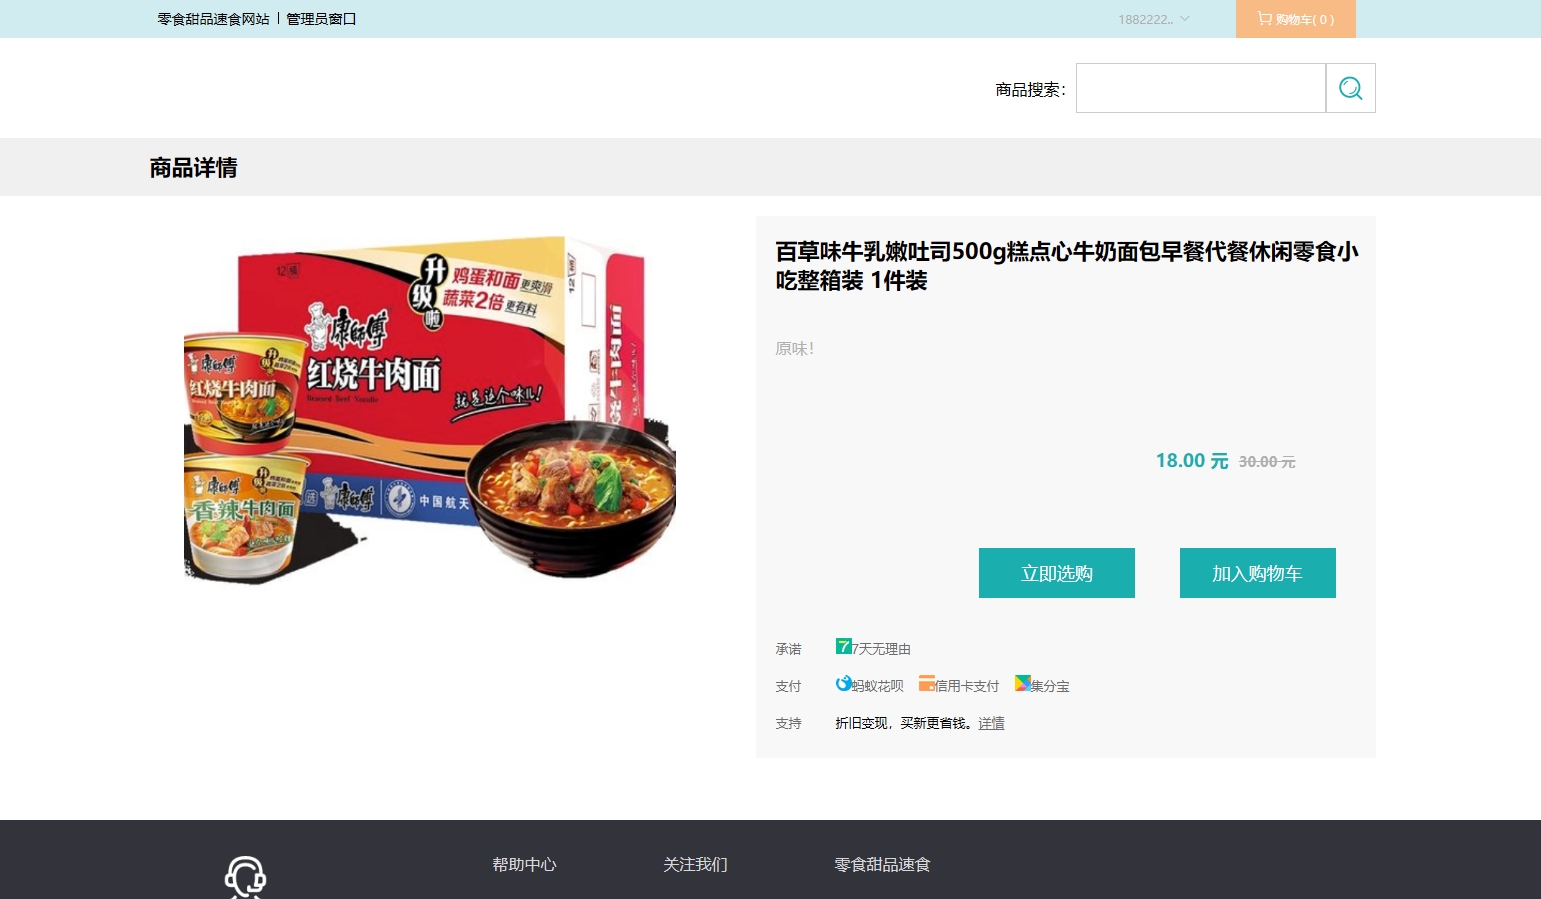 零食甜品速食网站 | 管理员窗口
1882222..
购物车( 0 )
商品搜索：
商品详情
12桶
升级啦
鸡蛋和面更爽滑
蔬菜2倍更有料
康師傅
红烧牛肉面
Braised Beef Noodle
就是这个味儿!
康師傅
红烧牛肉面
康師傅
香辣牛肉面
康師傅
中国航天
百草味牛乳嫩吐司500g糕点心牛奶面包早餐代餐休闲零食小
吃整箱装 1件装
原味！
18.00 元 30.00 元
立即选购
加入购物车
承诺 7天无理由
支付 蚂蚁花呗 信用卡支付 集分宝
支持 折旧变现，买新更省钱。详情
帮助中心
关注我们
零食甜品速食